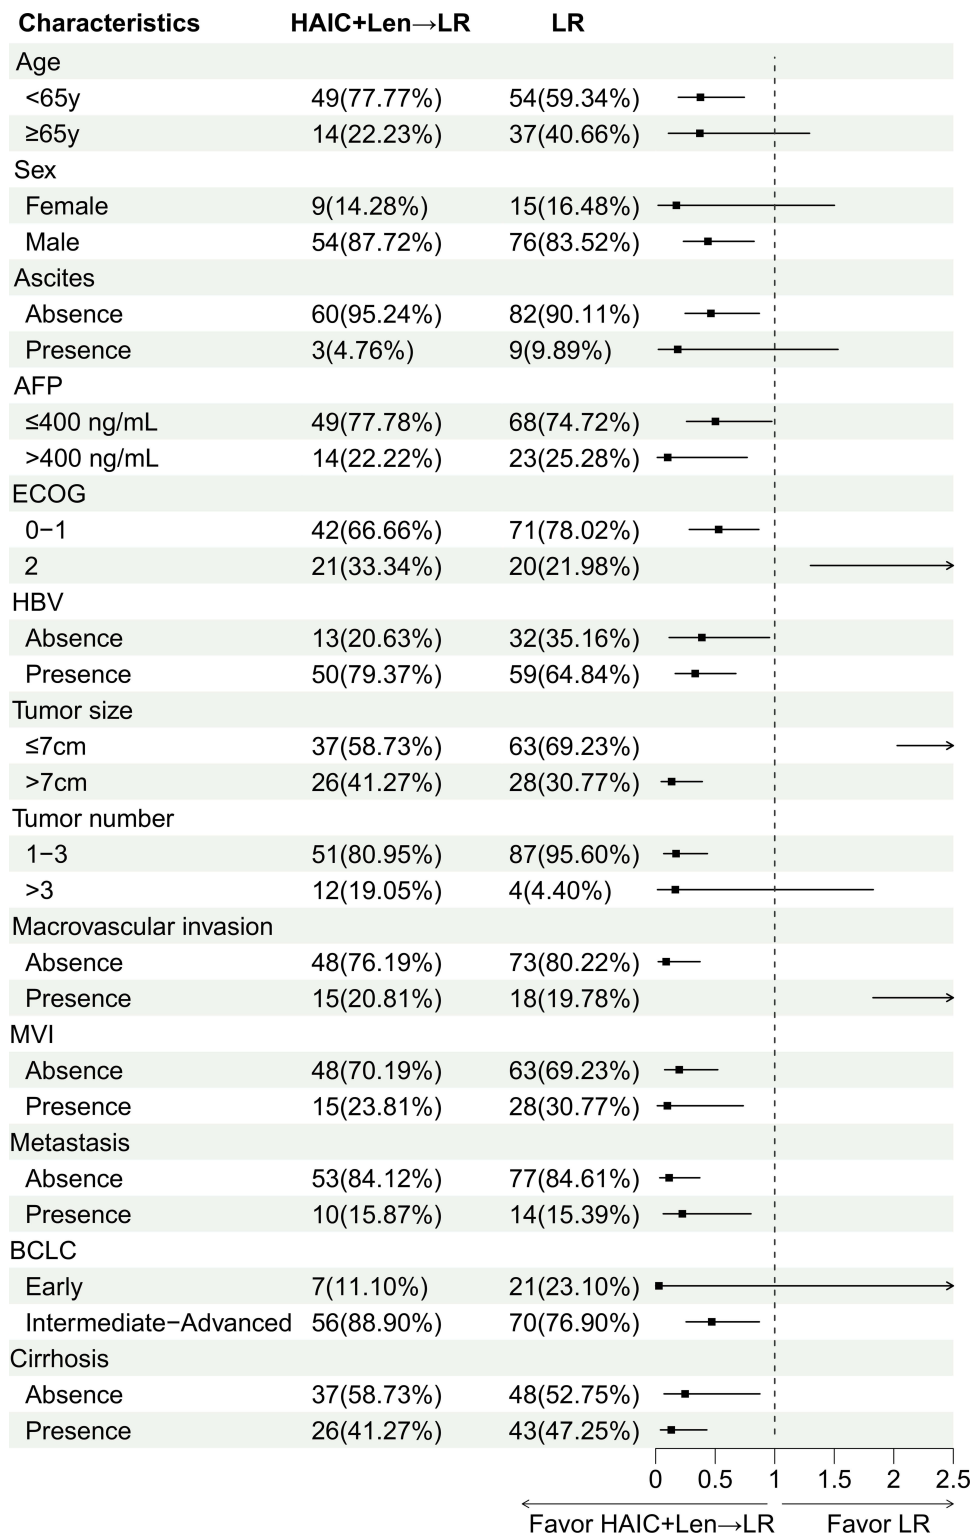 Characteristics HAIC+Len→LR LR
Age
<65y 49(77.77%) 54(59.34%)
≥65y 14(22.23%) 37(40.66%)
Sex
Female 9(14.28%) 15(16.48%)
Male 54(87.72%) 76(83.52%)
Ascites
Absence 60(95.24%) 82(90.11%)
Presence 3(4.76%) 9(9.89%)
AFP
≤400 ng/mL 49(77.78%) 68(74.72%)
>400 ng/mL 14(22.22%) 23(25.28%)
ECOG
0−1 42(66.66%) 71(78.02%)
2 21(33.34%) 20(21.98%)
HBV
Absence 13(20.63%) 32(35.16%)
Presence 50(79.37%) 59(64.84%)
Tumor size
≤7cm 37(58.73%) 63(69.23%)
>7cm 26(41.27%) 28(30.77%)
Tumor number
1−3 51(80.95%) 87(95.60%)
>3 12(19.05%) 4(4.40%)
Macrovascular invasion
Absence 48(76.19%) 73(80.22%)
Presence 15(20.81%) 18(19.78%)
MVI
Absence 48(70.19%) 63(69.23%)
Presence 15(23.81%) 28(30.77%)
Metastasis
Absence 53(84.12%) 77(84.61%)
Presence 10(15.87%) 14(15.39%)
BCLC
Early 7(11.10%) 21(23.10%)
Intermediate−Advanced 56(88.90%) 70(76.90%)
Cirrhosis
Absence 37(58.73%) 48(52.75%)
Presence 26(41.27%) 43(47.25%)
0 0.5 1 1.5 2 2.5
Favor HAIC+Len→LR Favor LR